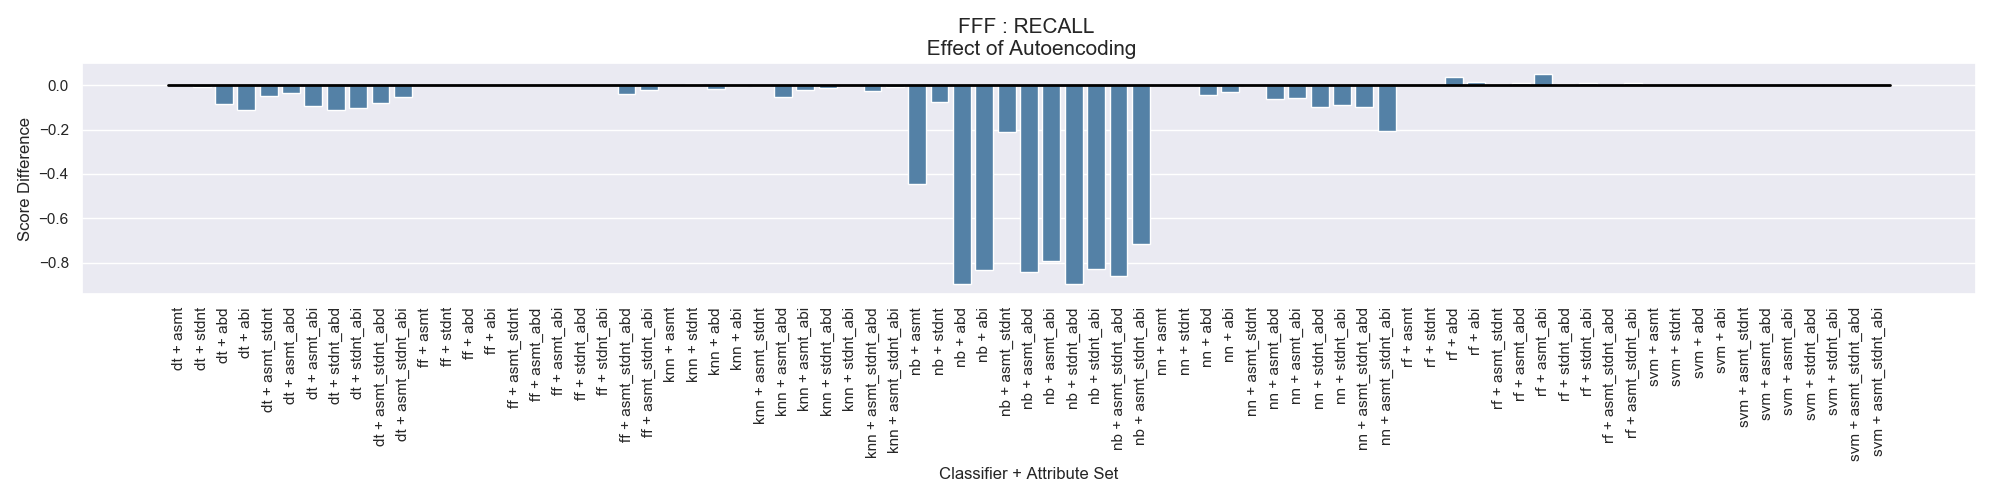 FFF : RECALL
Effect of Autoencoding
Score Difference
0.0
−0.2
−0.4
−0.6
−0.8
dt + asmt
dt + stdnt
dt + abd
dt + abi
dt + asmt_stdnt
dt + asmt_abd
dt + asmt_abi
dt + stdnt_abd
dt + stdnt_abi
dt + asmt_stdnt_abd
dt + asmt_stdnt_abi
ff + asmt
ff + stdnt
ff + abd
ff + abi
ff + asmt_stdnt
ff + asmt_abd
ff + asmt_abi
ff + stdnt_abd
ff + stdnt_abi
ff + asmt_stdnt_abd
ff + asmt_stdnt_abi
knn + asmt
knn + stdnt
knn + abd
knn + abi
knn + asmt_stdnt
knn + asmt_abd
knn + asmt_abi
knn + stdnt_abd
knn + stdnt_abi
knn + asmt_stdnt_abd
knn + asmt_stdnt_abi
nb + asmt
nb + stdnt
nb + abd
nb + abi
nb + asmt_stdnt
nb + asmt_abd
nb + asmt_abi
nb + stdnt_abd
nb + stdnt_abi
nb + asmt_stdnt_abd
nb + asmt_stdnt_abi
nn + asmt
nn + stdnt
nn + abd
nn + abi
nn + asmt_stdnt
nn + asmt_abd
nn + asmt_abi
nn + stdnt_abd
nn + stdnt_abi
nn + asmt_stdnt_abd
nn + asmt_stdnt_abi
rf + asmt
rf + stdnt
rf + abd
rf + abi
rf + asmt_stdnt
rf + asmt_abd
rf + asmt_abi
rf + stdnt_abd
rf + stdnt_abi
rf + asmt_stdnt_abd
rf + asmt_stdnt_abi
svm + asmt
svm + stdnt
svm + abd
svm + abi
svm + asmt_stdnt
svm + asmt_abd
svm + asmt_abi
svm + stdnt_abd
svm + stdnt_abi
svm + asmt_stdnt_abd
svm + asmt_stdnt_abi
Classifier + Attribute Set